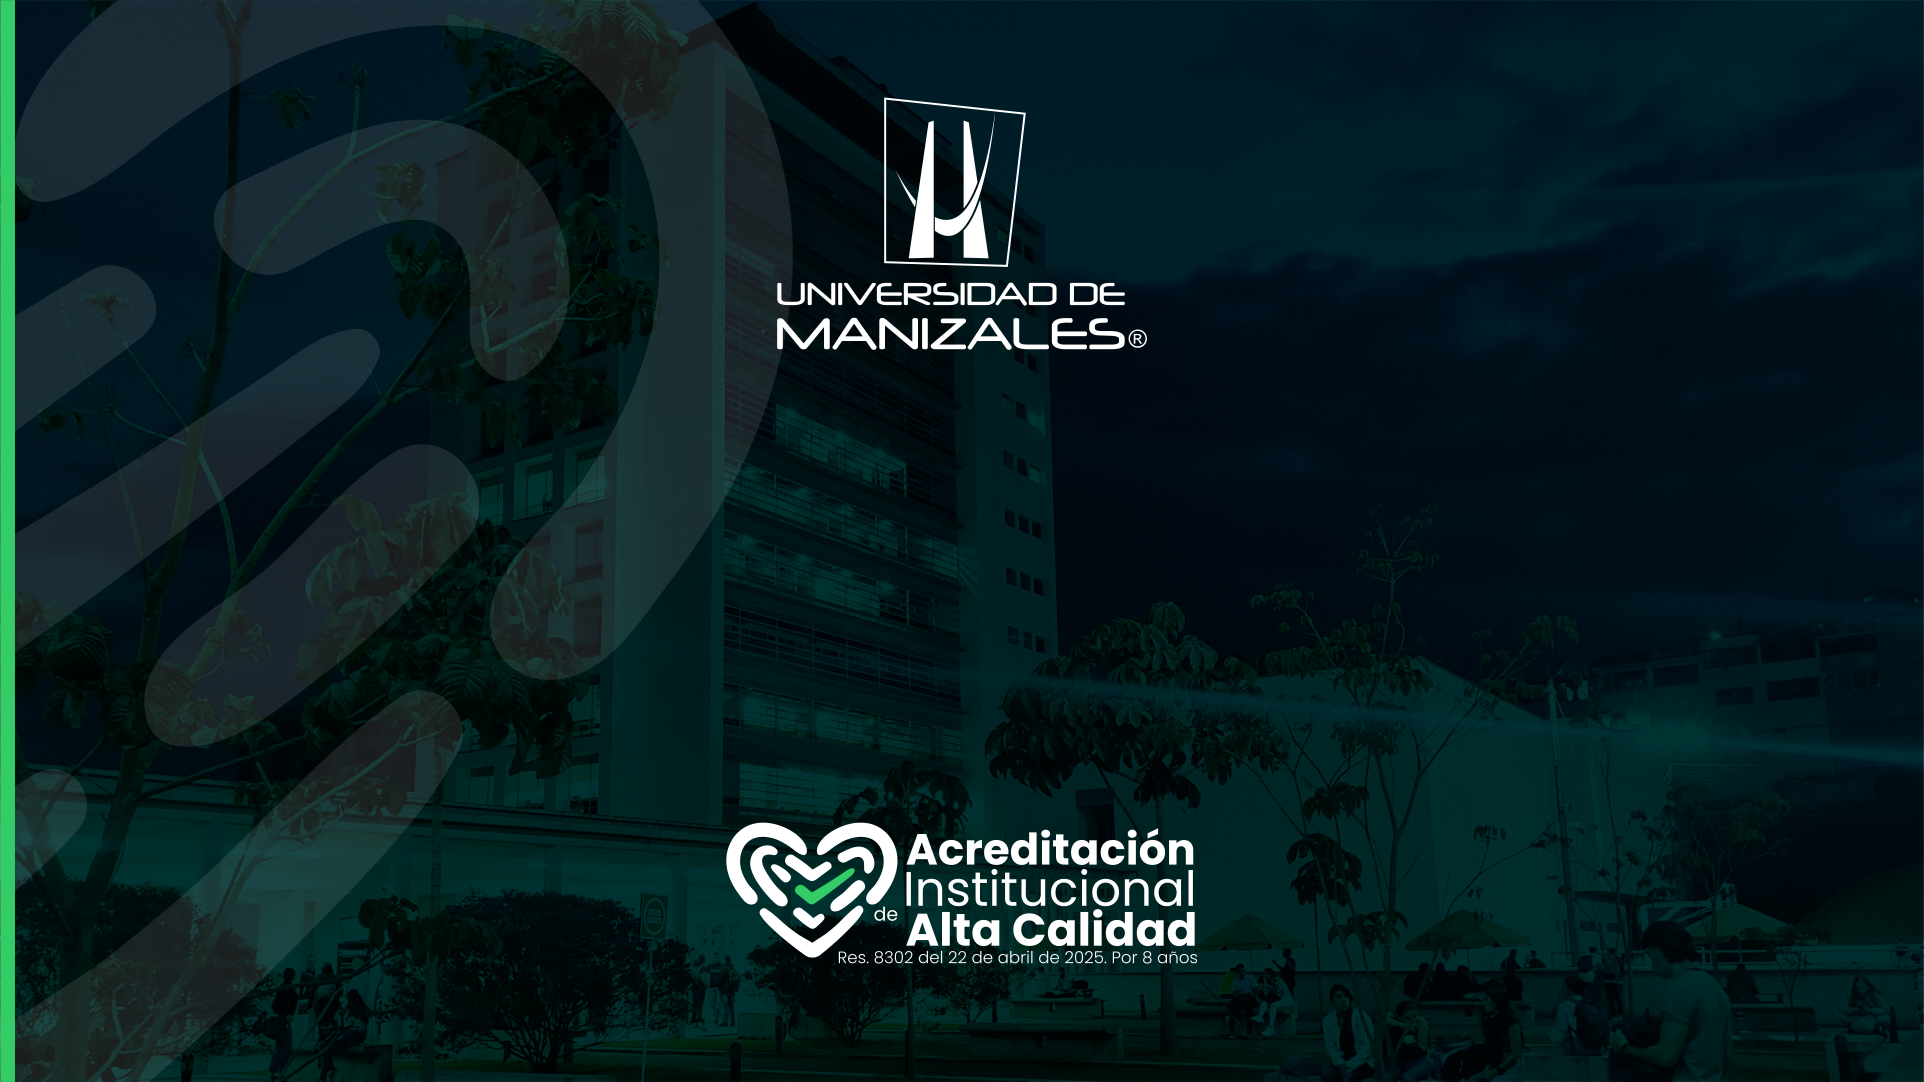 UNIVERSIDAD DE
MANIZALES®
Acreditación
Institucional
de Alta Calidad
Res. 8302 del 22 de abril de 2025. Por 8 años